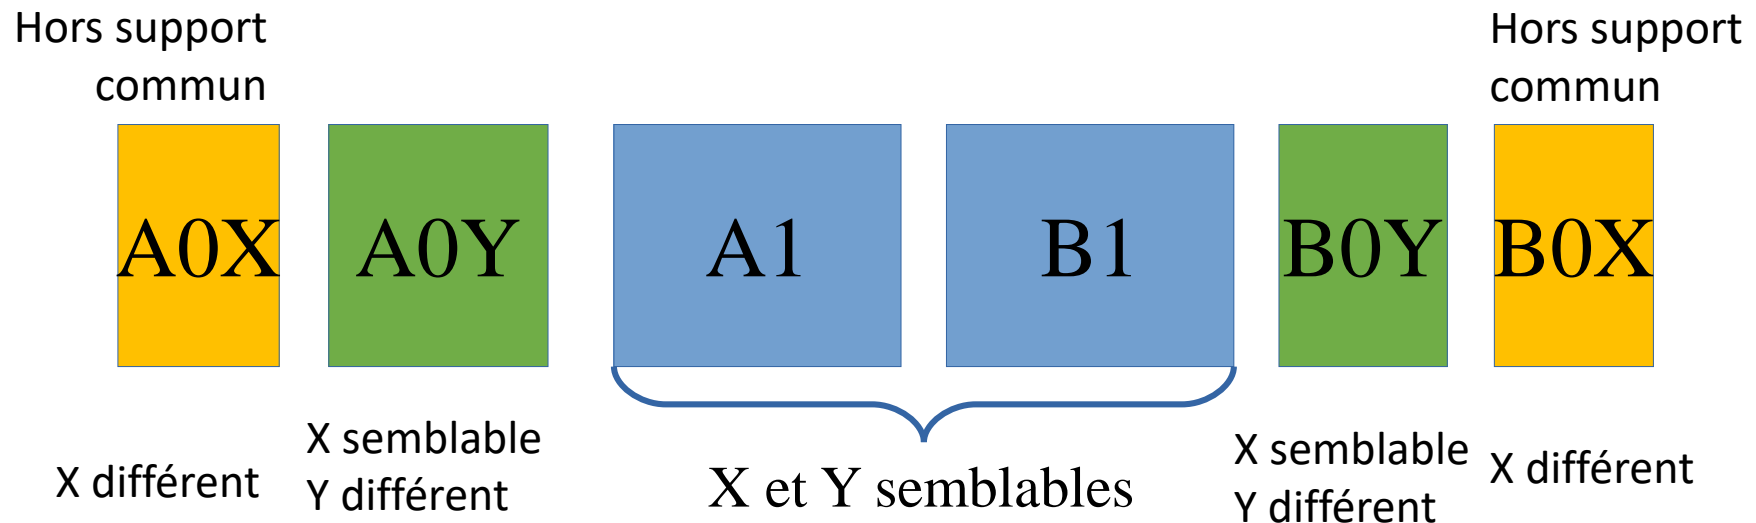 Hors support
commun
Hors support
commun
A0X
A0Y
A1
B1
B0Y
B0X
X différent
X semblable
Y différent
X et Y semblables
X semblable
Y différent
X différent